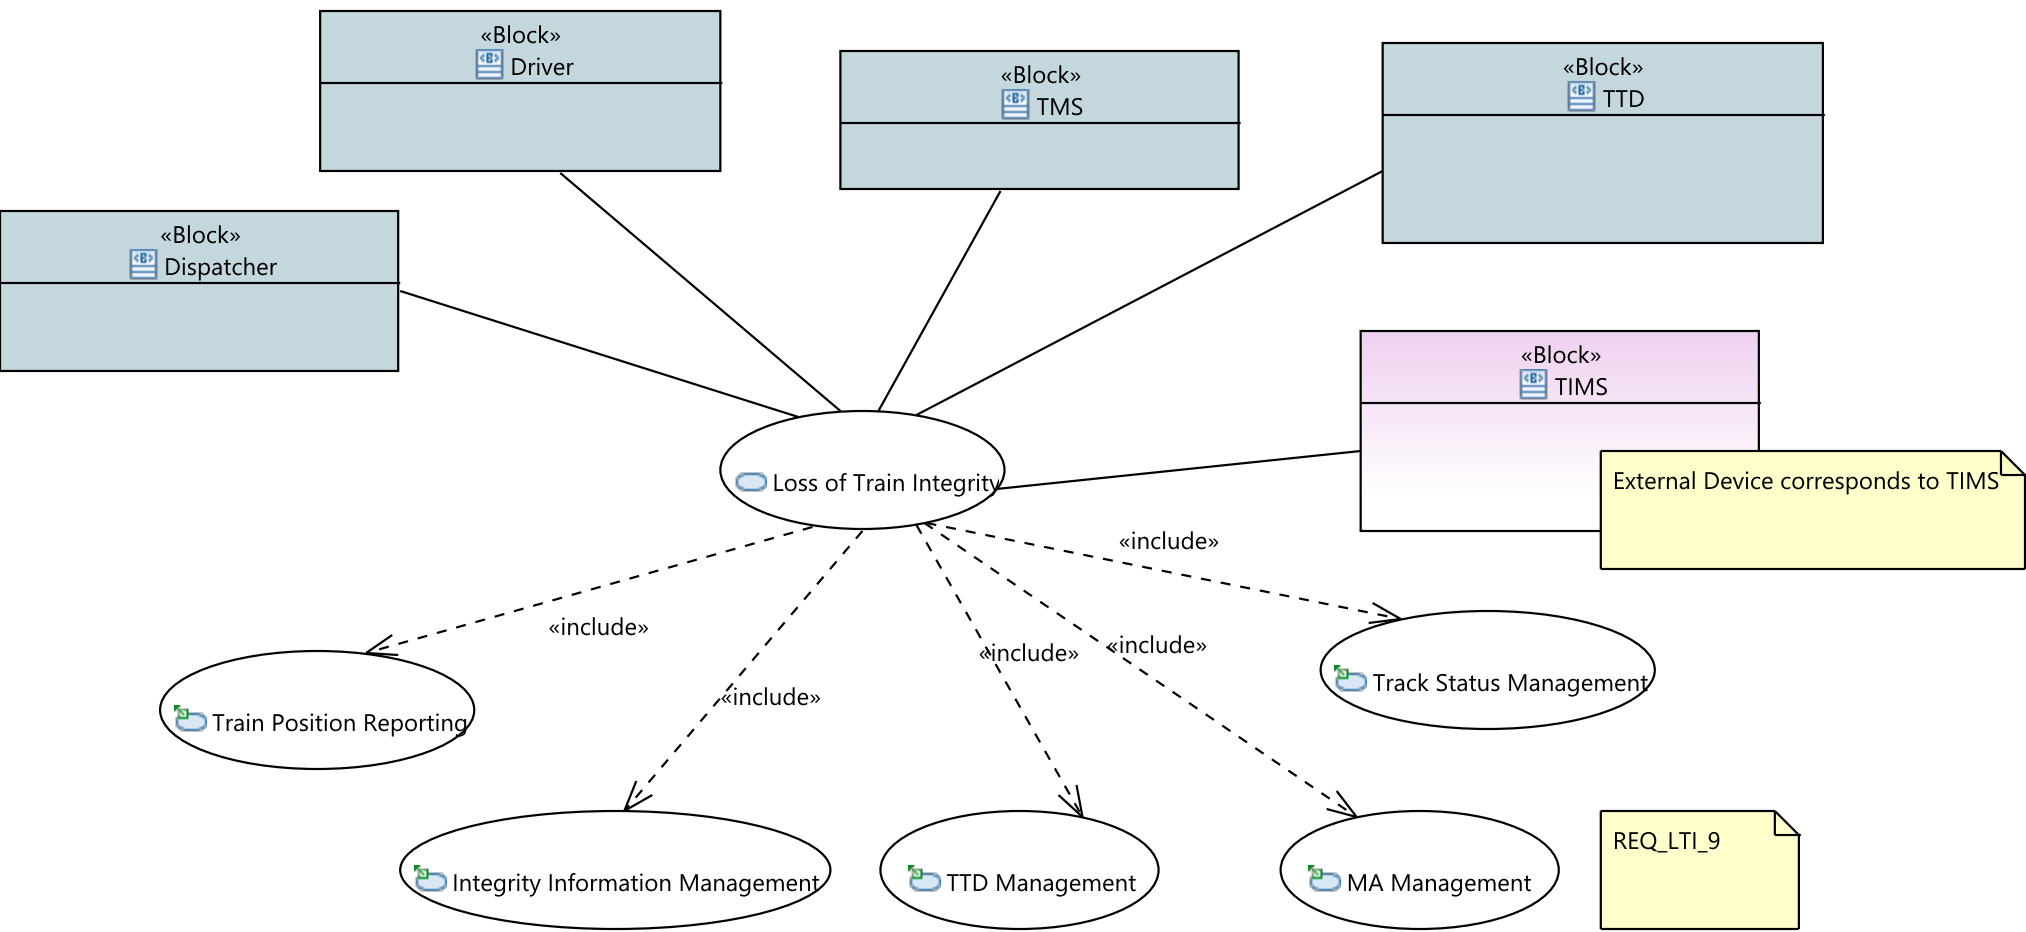 «Block»
Driver
«Block»
TMS
«Block»
TTD
«Block»
Dispatcher
«Block»
TIMS
External Device corresponds to TIMS
Loss of Train Integrity
«include»
«include»
«include»
«include»
«include»
Track Status Management
Train Position Reporting
Integrity Information Management
TTD Management
MA Management
REQ_LTI_9